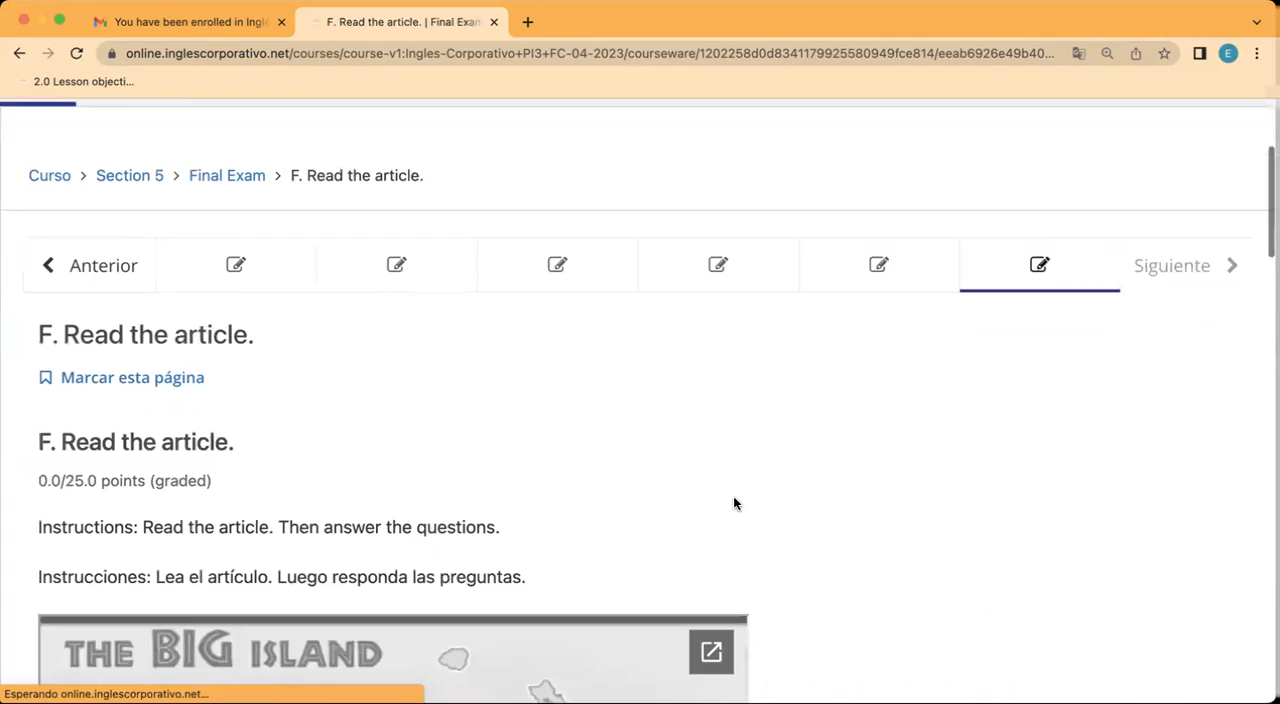 You have been enrolled in Inglé
F. Read the article. | Final Exam
online.inglescorporativo.net/courses/course-v1:Ingles-Corporativo+PI3+FC-04-2023/courseware/1202258d0d8341179925580949fce814/eeab6926e49b40...
E
2.0 Lesson objecti...
Curso > Section 5 > Final Exam > F. Read the article.
Anterior
Siguiente
F. Read the article.
Marcar esta página
F. Read the article.
0.0/25.0 points (graded)
Instructions: Read the article. Then answer the questions.
Instrucciones: Lea el artículo. Luego responda las preguntas.
THE BIG ISLAND
Esperando online.inglescorporativo.net...